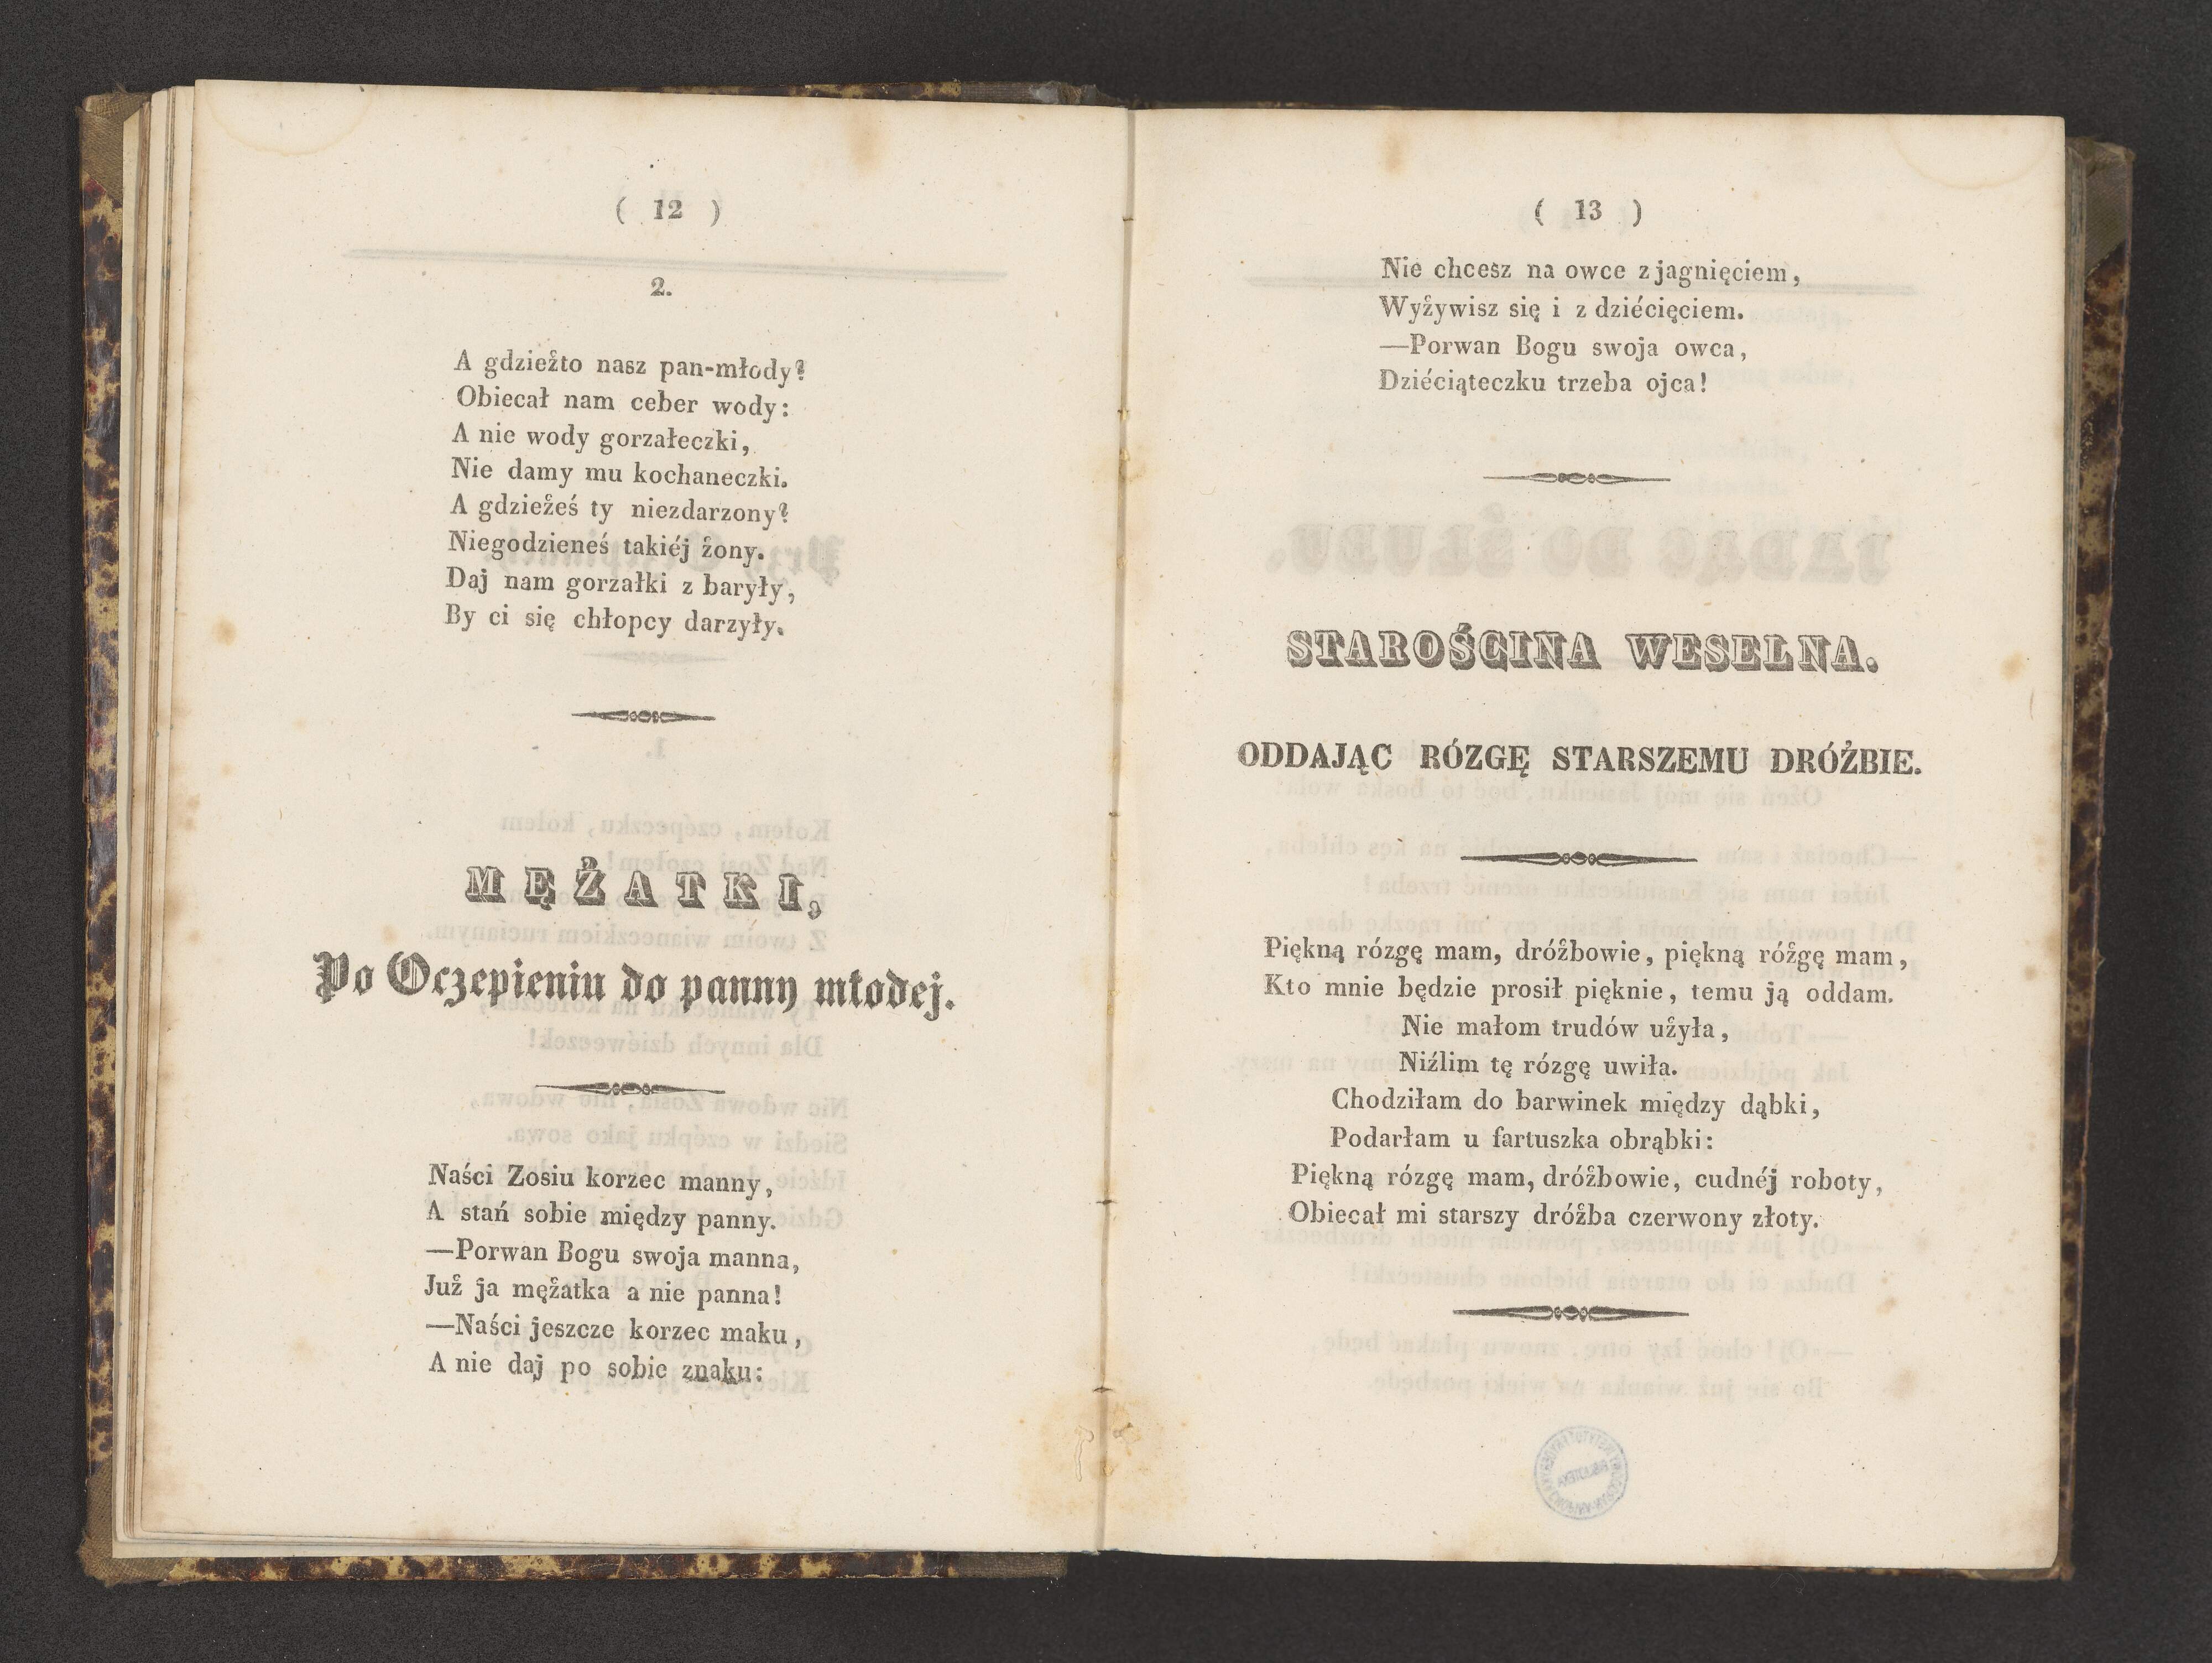 ( 12 )
2.
A gdzieżto nasz pan-młody?
Obiecał nam ceber wody:
A nie wody gorzałeczki,
Nie damy mu kochaneczki.
A gdzieżeś ty niezdarzony?
Niegodzieneś takiéj żony.
Daj nam gorzałki z baryły,
By ci się chłopcy darzyły.
MĘŻATKI,
Po Oczepieniu do panny młodej.
Naści Zosiu korzec manny,
A stań sobie między panny.
—Porwan Bogu swoja manna,
Już ja mężatka a nie panna!
—Naści jeszcze korzec maku,
A nie daj po sobie znaku:
( 13 )
Nie chcesz na owce z jagnięciem,
Wyżywisz się i z dziécięciem.
—Porwan Bogu swoja owca,
Dziéciąteczku trzeba ojca!
STAROŚCINA WESELNA.
ODDAJĄC RÓZGĘ STARSZEMU DRÓŻBIE.
Piękną rózgę mam, dróżbowie, piękną róžgę mam,
Kto mnie będzie prosił pięknie, temu ją oddam.
Nie małom trudów użyła,
Niźlim tę rózgę uwiła.
Chodziłam do barwinek między dąbki,
Podarłam u fartuszka obrąbki:
Piękną rózgę mam, dróżbowie, cudnéj roboty,
Obiecał mi starszy dróżba czerwony złoty.